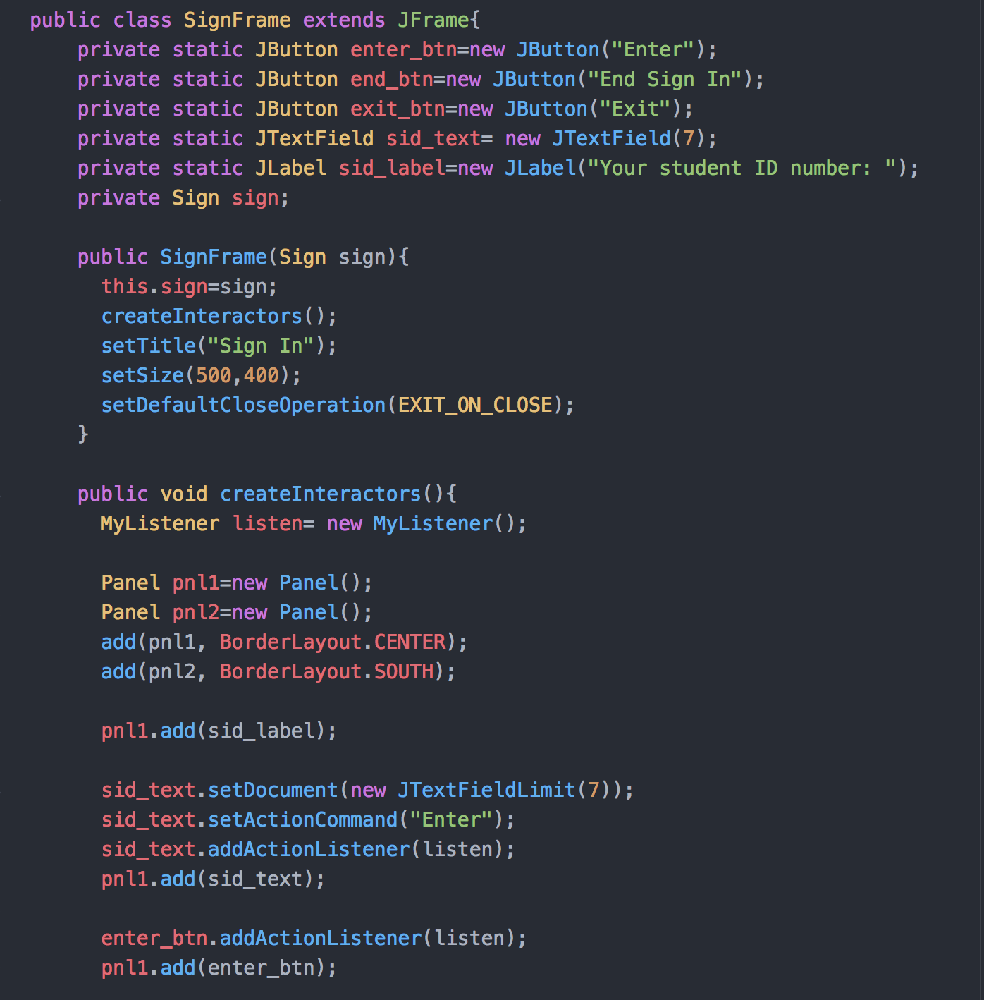 public class SignFrame extends JFrame{
    private static JButton enter_btn=new JButton("Enter");
    private static JButton end_btn=new JButton("End Sign In");
    private static JButton exit_btn=new JButton("Exit");
    private static JTextField sid_text= new JTextField(7);
    private static JLabel sid_label=new JLabel("Your student ID number: ");
    private Sign sign;

    public SignFrame(Sign sign){
      this.sign=sign;
      createInteractors();
      setTitle("Sign In");
      setSize(500,400);
      setDefaultCloseOperation(EXIT_ON_CLOSE);
    }

    public void createInteractors(){
      MyListener listen= new MyListener();

      Panel pnl1=new Panel();
      Panel pnl2=new Panel();
      add(pnl1, BorderLayout.CENTER);
      add(pnl2, BorderLayout.SOUTH);

      pnl1.add(sid_label);

      sid_text.setDocument(new JTextFieldLimit(7));
      sid_text.setActionCommand("Enter");
      sid_text.addActionListener(listen);
      pnl1.add(sid_text);

      enter_btn.addActionListener(listen);
      pnl1.add(enter_btn);